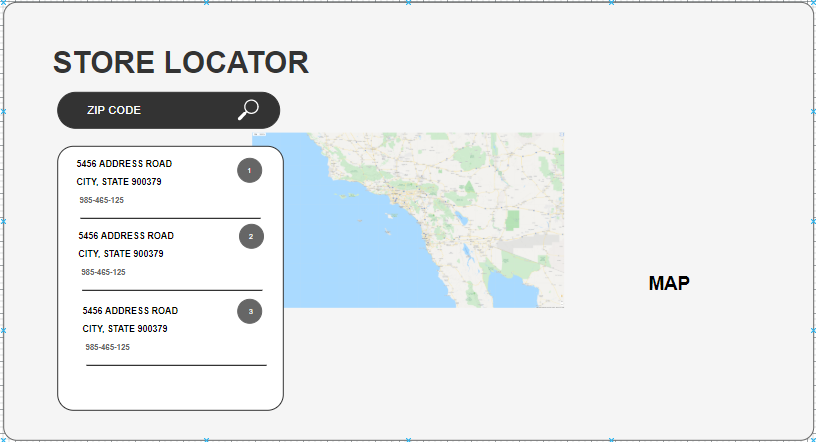 STORE LOCATOR
ZIP CODE
5456 ADDRESS ROAD
1
CITY, STATE 900379
985-465-125
5456 ADDRESS ROAD
2
CITY, STATE 900379
985-465-125
5456 ADDRESS ROAD
3
CITY, STATE 900379
985-465-125
MAP